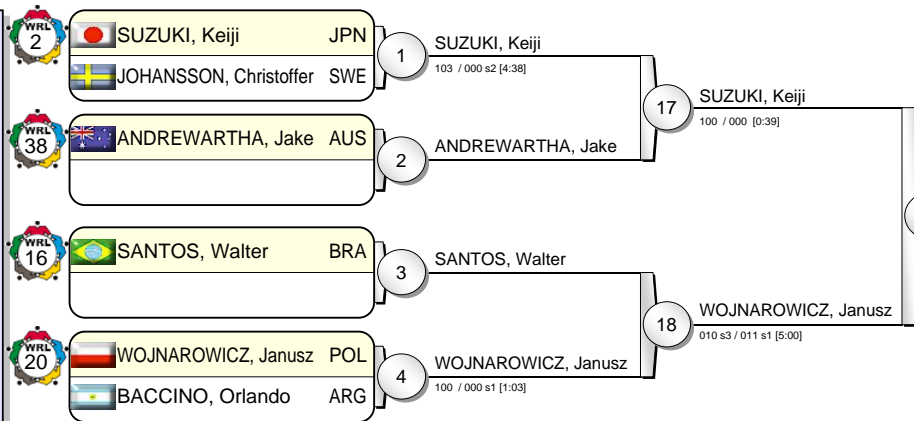 WRL
2
SUZUKI, Keiji JPN
JOHANSSON, Christoffer SWE
1
SUZUKI, Keiji
103 / 000 s2 [4:38]
WRL
38
ANDREWARTHA, Jake AUS
2
ANDREWARTHA, Jake
17
SUZUKI, Keiji
100 / 000 [0:39]
WRL
16
SANTOS, Walter BRA
3
SANTOS, Walter
WRL
20
WOJNAROWICZ, Janusz POL
BACCINO, Orlando ARG
4
WOJNAROWICZ, Janusz
100 / 000 s1 [1:03]
18
WOJNAROWICZ, Janusz
010 s3 / 011 s1 [5:00]